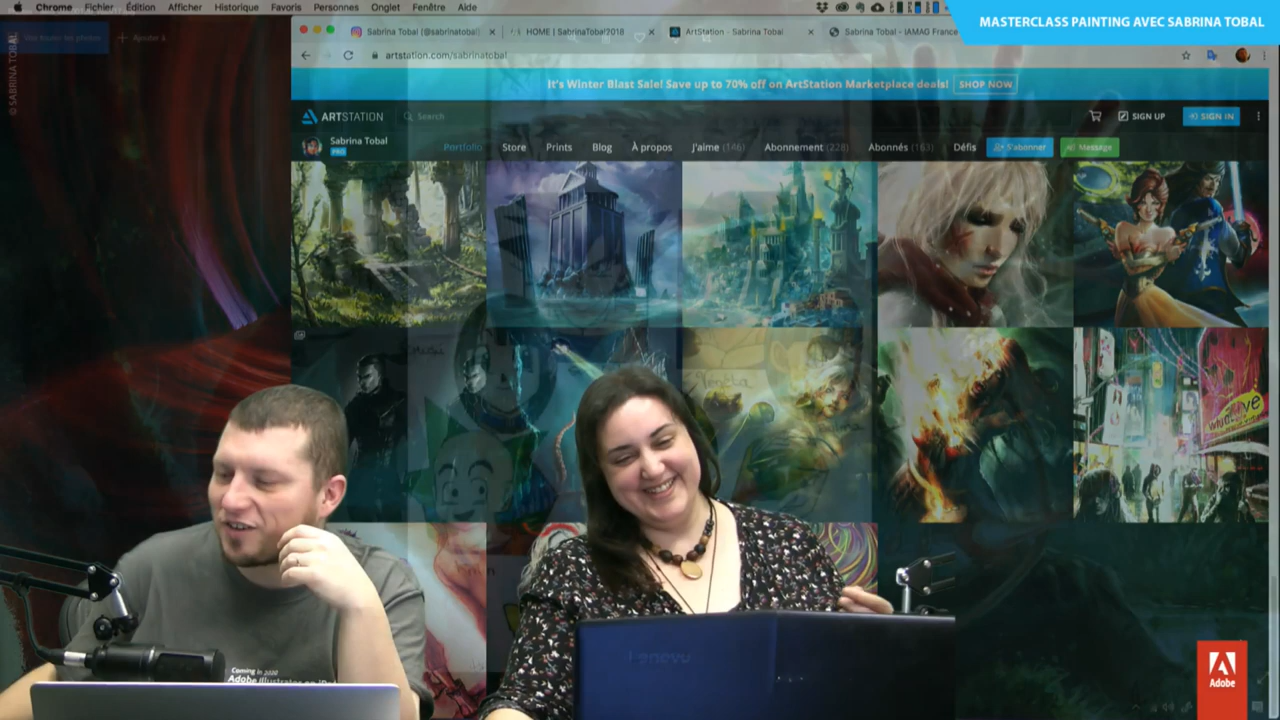 Chrome Fichier Édition Afficher Historique Favoris Personnes Onglet Fenêtre Aide
MASTERCLASS PAINTING AVEC SABRINA TOBAL
Sabrina Tobal (@sabrinatobal) HOME | SabrinaTobal2018 ArtStation - Sabrina Tobal Sabrina Tobal - IAMAG France
artstation.com/sabrinatobal
© SABRINA TOBAL
It's Winter Blast Sale! Save up to 70% off on ArtStation Marketplace deals! SHOP NOW
ARTSTATION Search SIGN UP SIGN IN
Sabrina Tobal
PRO
Portfolio Store Prints Blog À propos J'aime (146) Abonnement (228) Abonnés (163) Défis S'abonner Message
Lenovo
Coming in 2020
Adobe Illustrator on iPad
Adobe